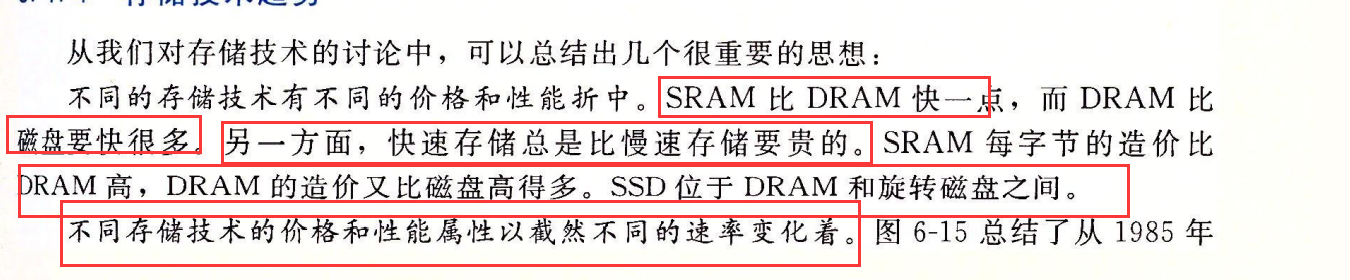 从我们对存储技术的讨论中，可以总结出几个很重要的思想：
不同的存储技术有不同的价格和性能折中。SRAM 比 DRAM 快一点，而 DRAM 比
磁盘要快很多。另一方面，快速存储总是比慢速存储要贵的。SRAM 每字节的造价比
DRAM 高，DRAM 的造价又比磁盘高得多。SSD 位于 DRAM 和旋转磁盘之间。
不同存储技术的价格和性能属性以截然不同的速率变化着。图 6-15 总结了从 1985 年